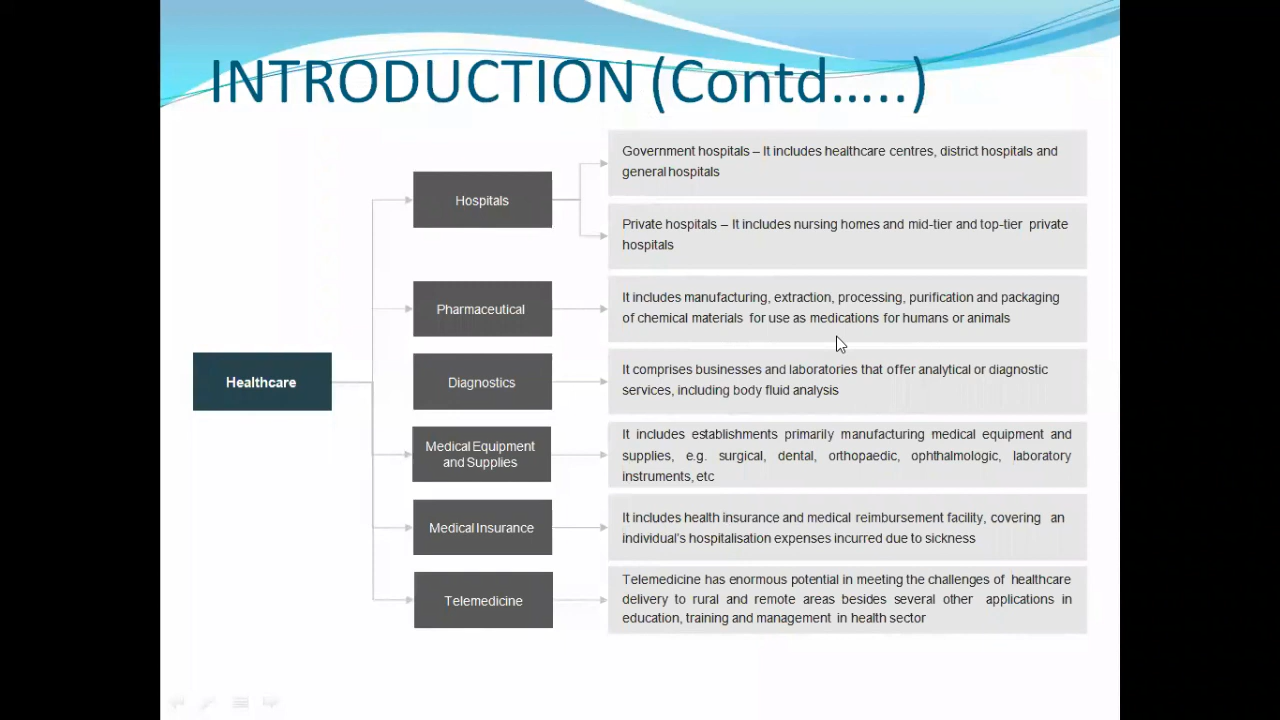 INTRODUCTION (Contd.....)
Healthcare
Hospitals
Government hospitals – It includes healthcare centres, district hospitals and
general hospitals
Private hospitals – It includes nursing homes and mid-tier and top-tier private
hospitals
Pharmaceutical
It includes manufacturing, extraction, processing, purification and packaging
of chemical materials for use as medications for humans or animals
Diagnostics
It comprises businesses and laboratories that offer analytical or diagnostic
services, including body fluid analysis
Medical Equipment
and Supplies
It includes establishments primarily manufacturing medical equipment and
supplies, e.g. surgical, dental, orthopaedic, ophthalmologic, laboratory
instruments, etc
Medical Insurance
It includes health insurance and medical reimbursement facility, covering an
individual's hospitalisation expenses incurred due to sickness
Telemedicine
Telemedicine has enormous potential in meeting the challenges of healthcare
delivery to rural and remote areas besides several other applications in
education, training and management in health sector